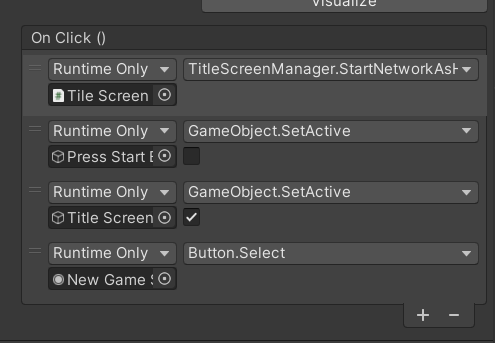 Visualize
On Click ()
Runtime Only TitleScreenManager.StartNetworkAsH
Tile Screen
Runtime Only GameObject.SetActive
Press Start
Runtime Only GameObject.SetActive
Title Screen
Runtime Only Button.Select
New Game